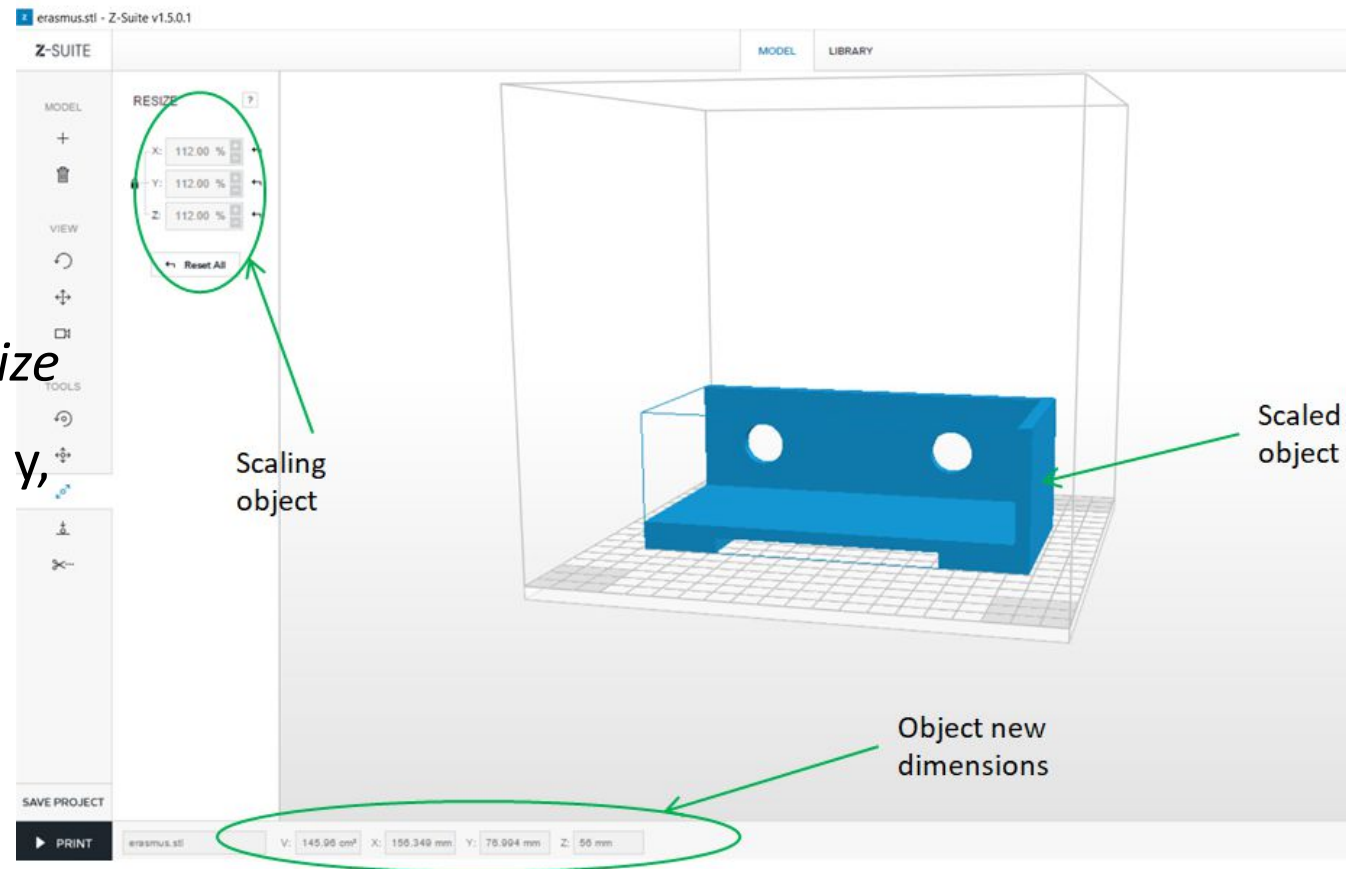 erasmus.stl - Z-Suite v1.5.0.1
Z-SUITE
MODEL
LIBRARY
MODEL
RESIZE
?
X: 112.00 %
Y: 112.00 %
Z: 112.00 %
Reset All
VIEW
ize
TOOLS
y,
Scaling
object
Scaled
object
Object new
dimensions
SAVE PROJECT
PRINT
erasmus.stl
V: 145.96 cm³ X: 156.349 mm Y: 76.994 mm Z: 56 mm